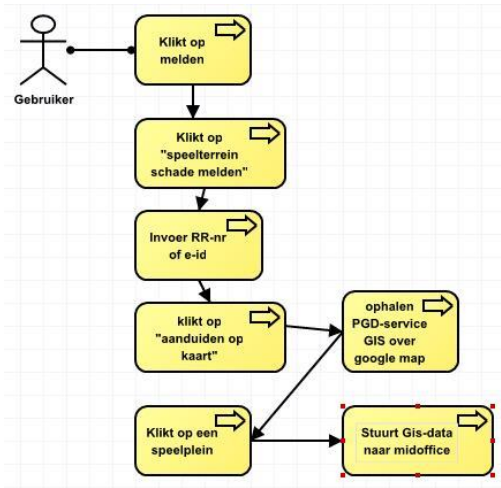 Klikt op
melden
Gebruiker
Klikt op
"speelterrein
schade melden"
Invoer RR-nr
of e-id
klikt op
"aanduiden op
kaart"
ophalen
PGD-service
GIS over
google map
Klikt op een
speelplein
Stuurt Gis-data
naar midoffice